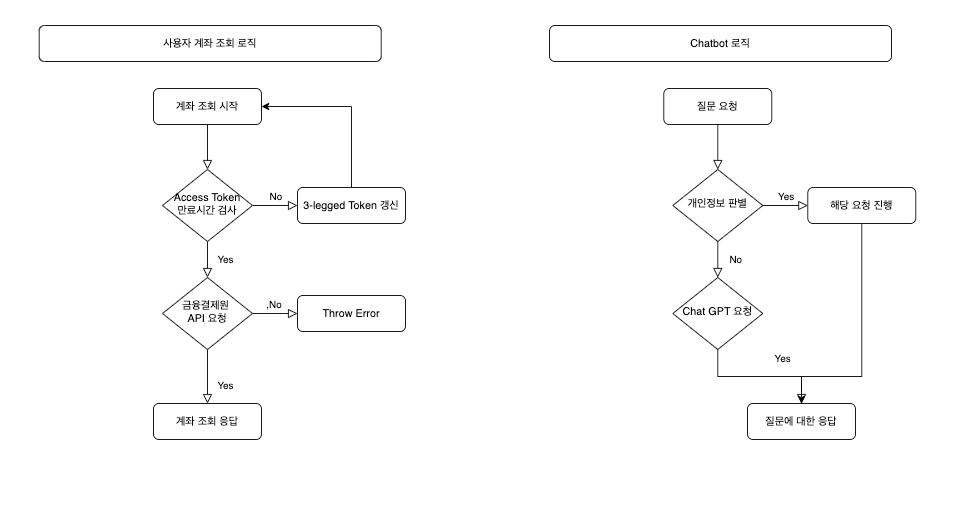 사용자 계좌 조회 로직
계좌 조회 시작
Access Token
만료시간 검사
No
3-legged Token 갱신
Yes
금융결제원
API 요청
,No
Throw Error
Yes
계좌 조회 응답
Chatbot 로직
질문 요청
개인정보 판별
Yes
해당 요청 진행
No
Chat GPT 요청
Yes
질문에 대한 응답